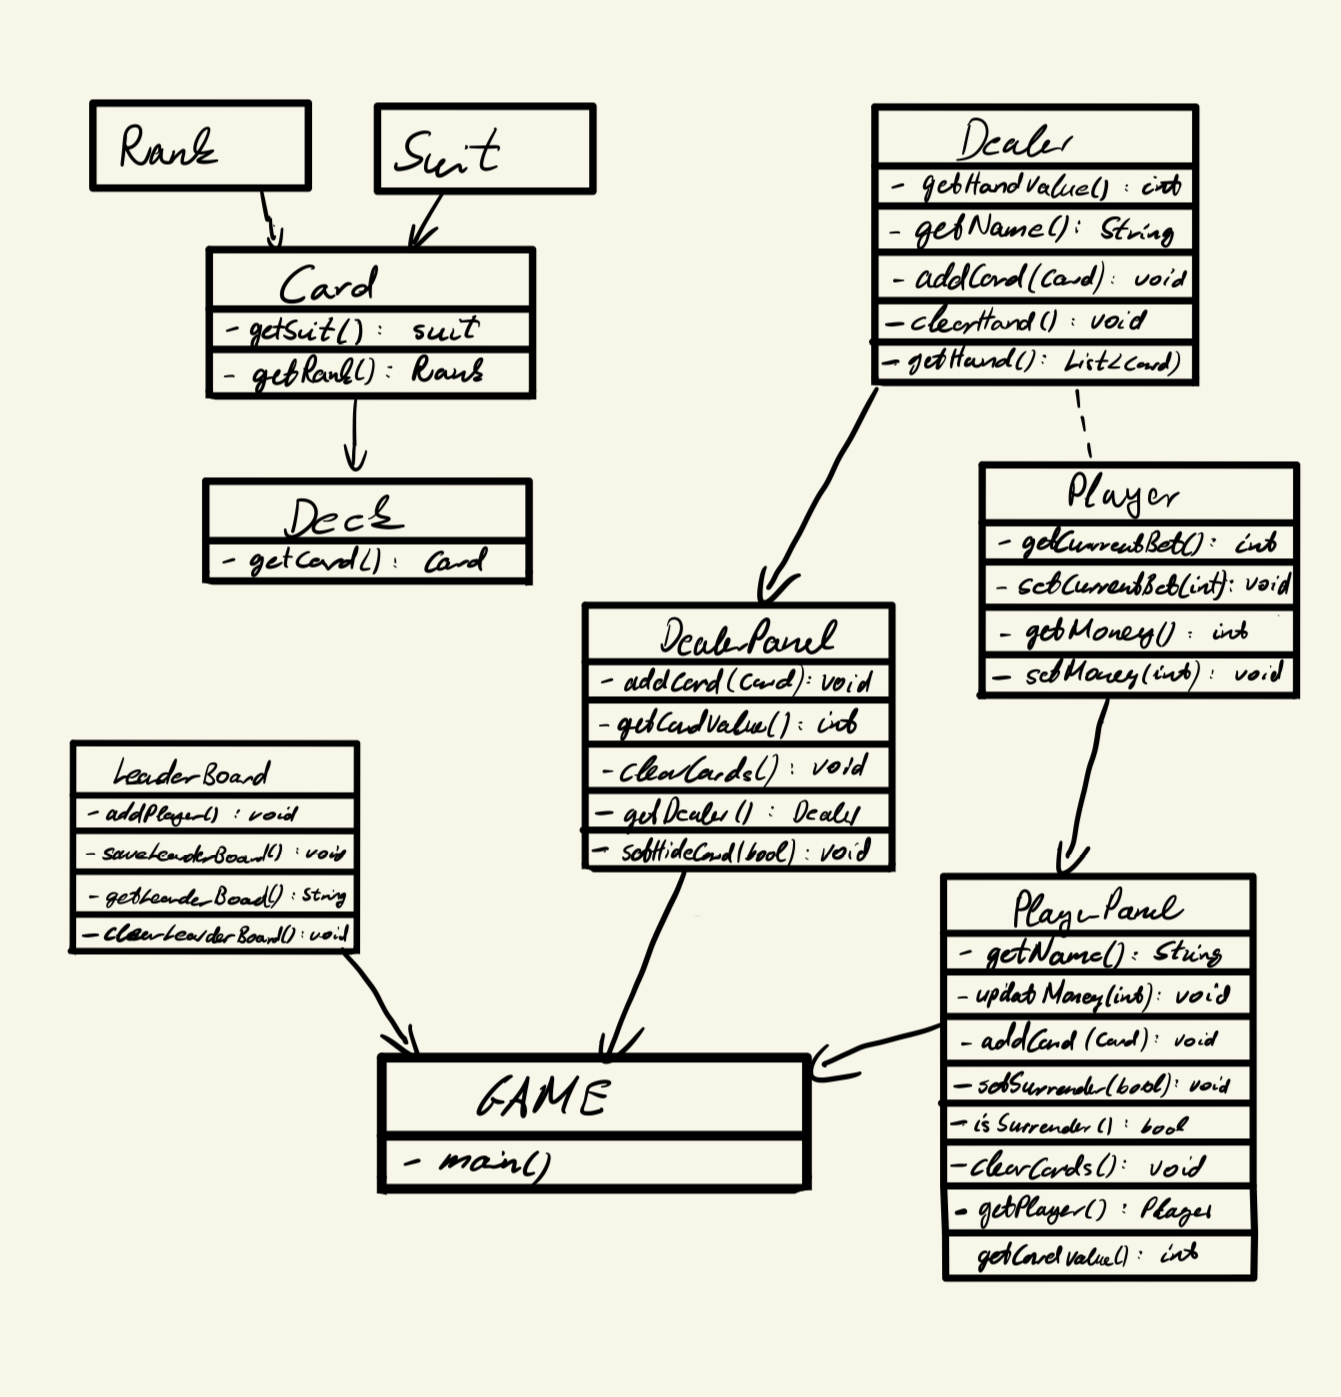 Rank
Suit
Card
- getSuit() : suit
- getRank() : Rank
Deck
- getCard() : Card
Dealer
- getHandValue() : int
- getName() : String
- addCard(Card) : void
- clearHand() : void
- getHand() : List<Card)
Player
- getCurrentBet() : int
- setCurrentBet(int) : void
- getMoney() : int
- setMoney(int) : void
DealerPanel
- addCard(Card) : void
- getCardValue() : int
- clearCards() : void
- getDealer() : Dealer
- setHideCard(bool) : void
LeaderBoard
- addPlayer() : void
- saveLeaderBoard() : void
- getLeaderBoard() : String
- clearLeaderBoard() : void
PlayerPanel
- getName() : String
- updatMoney(int) : void
- addCard(Card) : void
- setSurrender(bool) : void
- isSurrender() : bool
- clearCards() : void
- getPlayer() : Player
getCardValue() : int
GAME
- main()